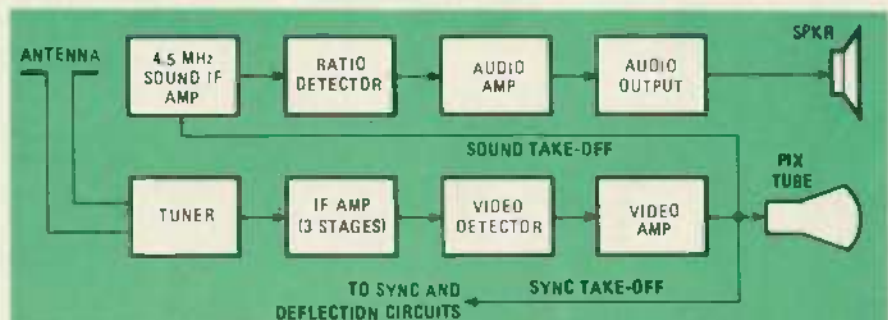 ANTENNA
4.5 MHz
SOUND IF
AMP
RATIO
DETECTOR
AUDIO
AMP
AUDIO
OUTPUT
SPKR
SOUND TAKE-OFF
PIX
TUBE
TUNER
IF AMP
(3 STAGES)
VIDEO
DETECTOR
VIDEO
AMP
TO SYNC AND
DEFLECTION CIRCUITS
SYNC TAKE-OFF